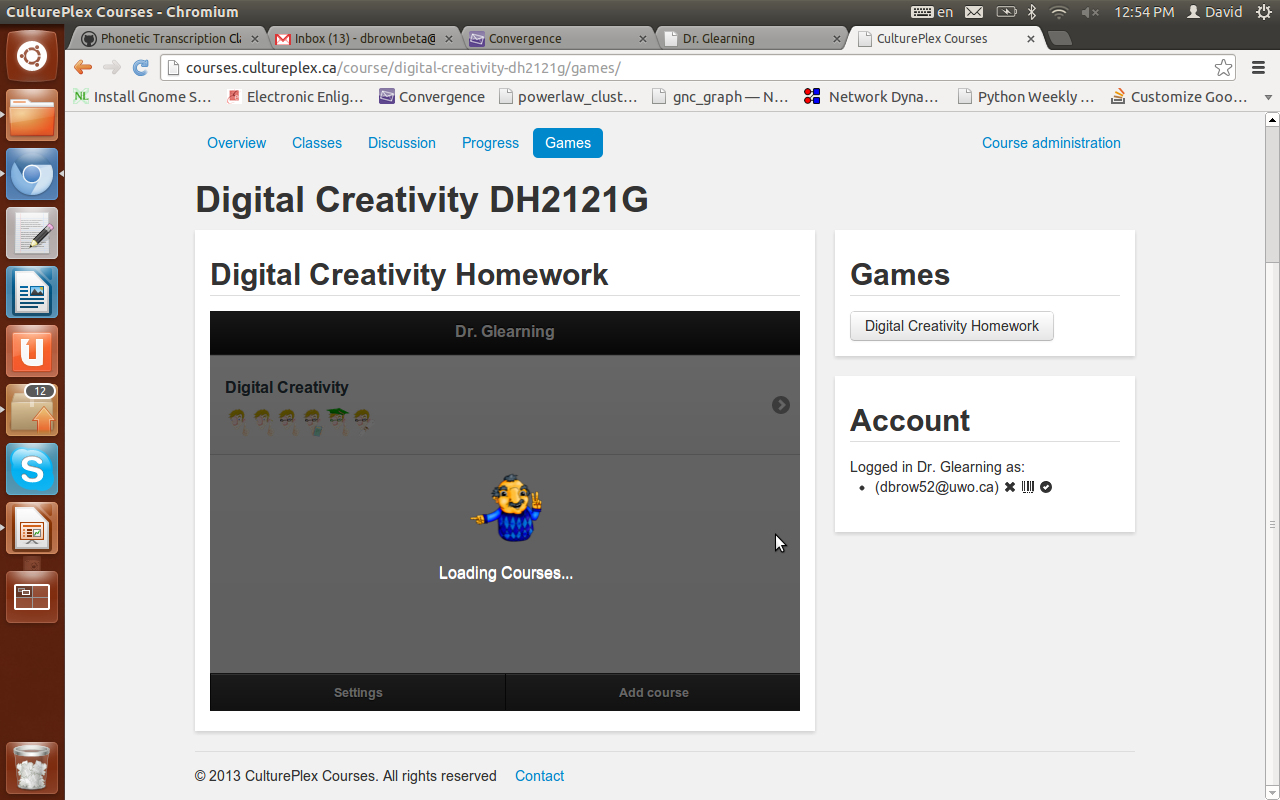 CulturePlex Courses - Chromium
en
12:54 PM
David
Phonetic Transcription Cla
Inbox (13) - dbrownbeta@
Convergence
Dr. Glearning
CulturePlex Courses
courses.cultureplex.ca/course/digital-creativity-dh2121g/games/
NL Install Gnome S...
Electronic Enlig...
Convergence
powerlaw_clust...
gnc_graph — N...
Network Dyna...
Python Weekly ...
Customize Goo...
Overview
Classes
Discussion
Progress
Games
Course administration
Digital Creativity DH2121G
Digital Creativity Homework
Dr. Glearning
Digital Creativity
Loading Courses...
Settings
Add course
Games
Digital Creativity Homework
Account
Logged in Dr. Glearning as:
(dbrow52@uwo.ca)
12
© 2013 CulturePlex Courses. All rights reserved
Contact